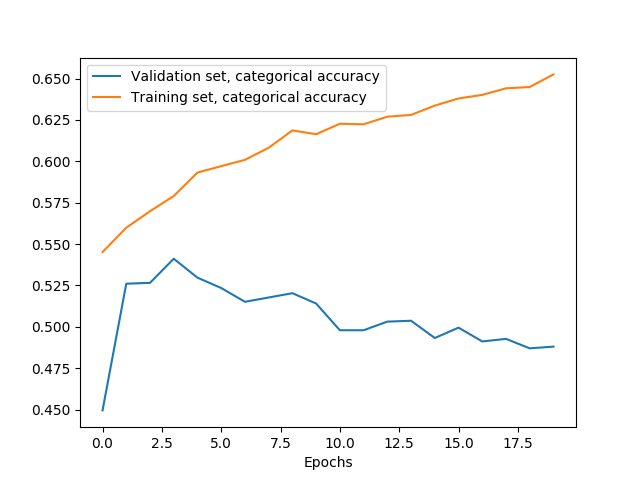 Validation set, categorical accuracy
Training set, categorical accuracy
0.650
0.625
0.600
0.575
0.550
0.525
0.500
0.475
0.450
0.0 2.5 5.0 7.5 10.0 12.5 15.0 17.5
Epochs